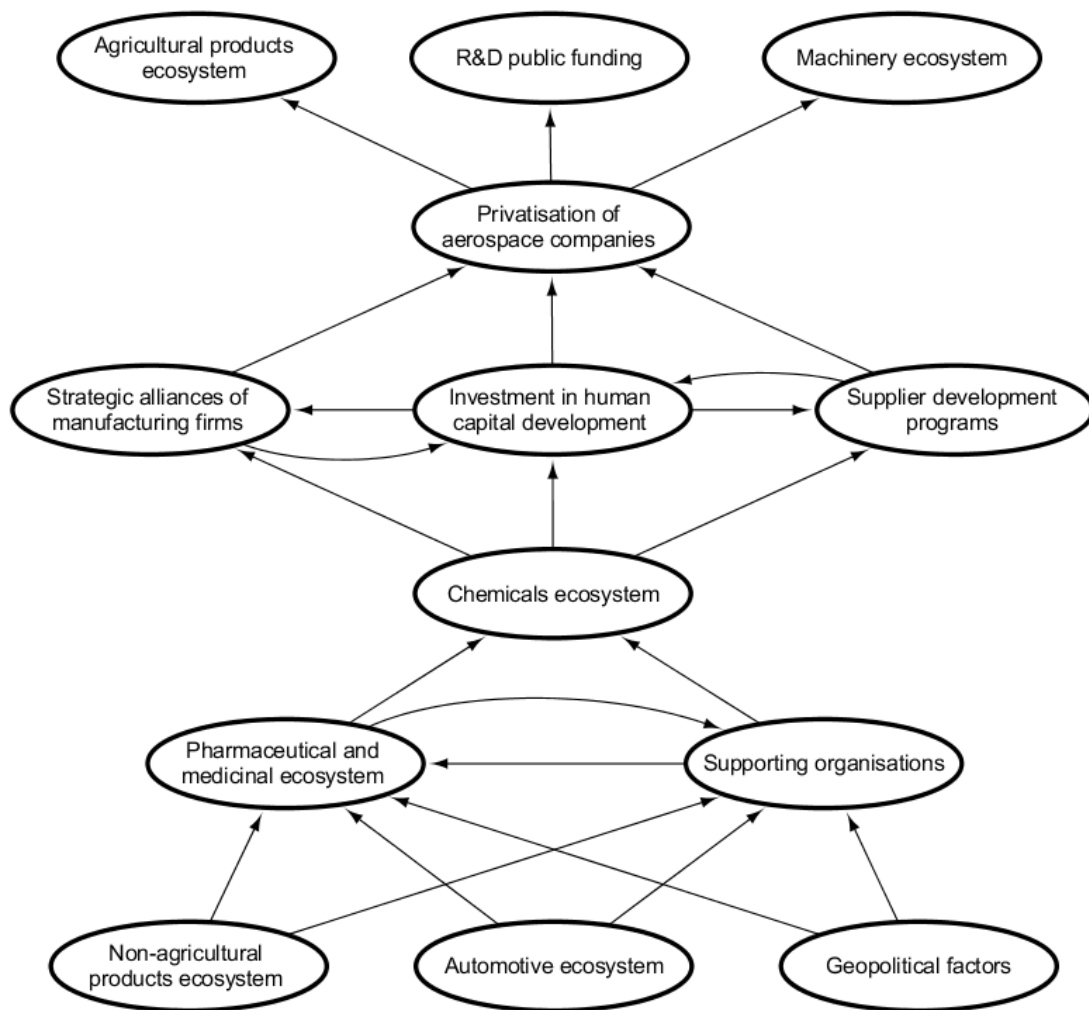 Agricultural products
ecosystem
R&D public funding
Machinery ecosystem
Privatisation of
aerospace companies
Strategic alliances of
manufacturing firms
Investment in human
capital development
Supplier development
programs
Chemicals ecosystem
Pharmaceutical and
medicinal ecosystem
Supporting organisations
Non-agricultural
products ecosystem
Automotive ecosystem
Geopolitical factors